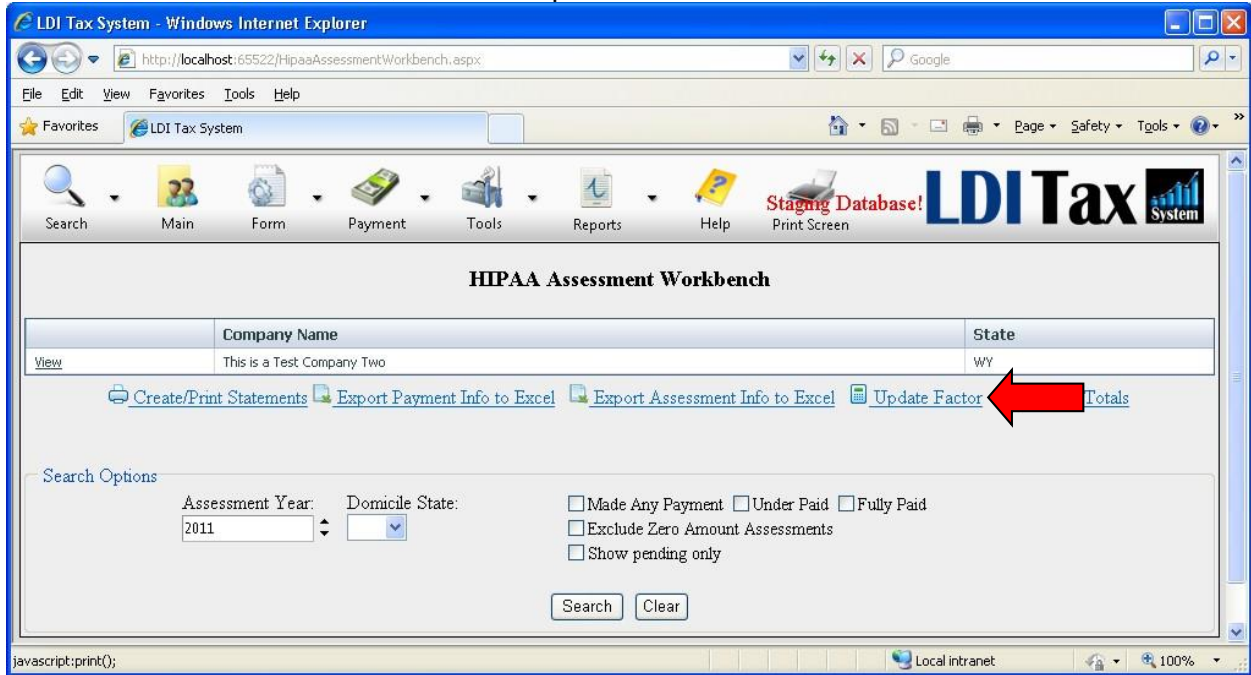 LDI Tax System - Windows Internet Explorer
http://localhost:65522/HipaaAssessmentWorkbench.aspx Google
File Edit View Favorites Tools Help
Favorites LDI Tax System Page Safety Tools »
Search Main Form Payment Tools Reports Help Print Screen Staging Database! LDI Tax System
HIPAA Assessment Workbench
Company Name State
View This is a Test Company Two WY
Create/Print Statements Export Payment Info to Excel Export Assessment Info to Excel Update Factor Totals
Search Options
Assessment Year: Domicile State: Made Any Payment Under Paid Fully Paid
2011 Exclude Zero Amount Assessments
Show pending only
Search Clear
javascript:print(); Local intranet 100%